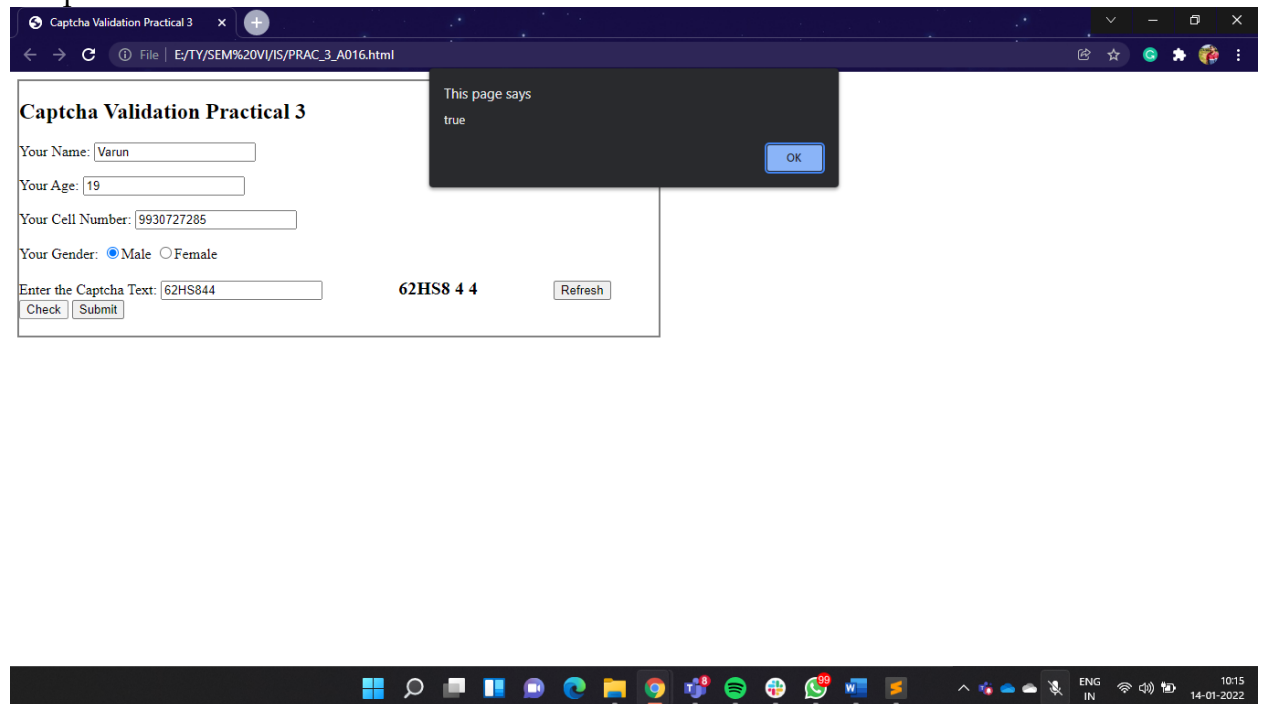 Captcha Validation Practical 3
File | E:/TY/SEM%20VI/IS/PRAC_3_A016.html
This page says
true
OK
Captcha Validation Practical 3
Your Name: Varun
Your Age: 19
Your Cell Number: 9930727285
Your Gender: Male Female
Enter the Captcha Text: 62HS844 62HS8 4 4 Refresh
Check Submit
8 99 ENG 10:15
IN 14-01-2022